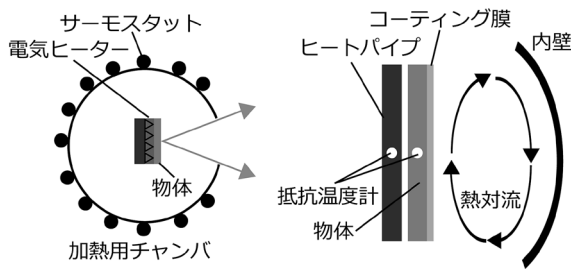 サーモスタット
電気ヒーター
物体
加熱用チャンバ
コーティング膜
ヒートパイプ
内壁
抵抗温度計
熱対流
物体